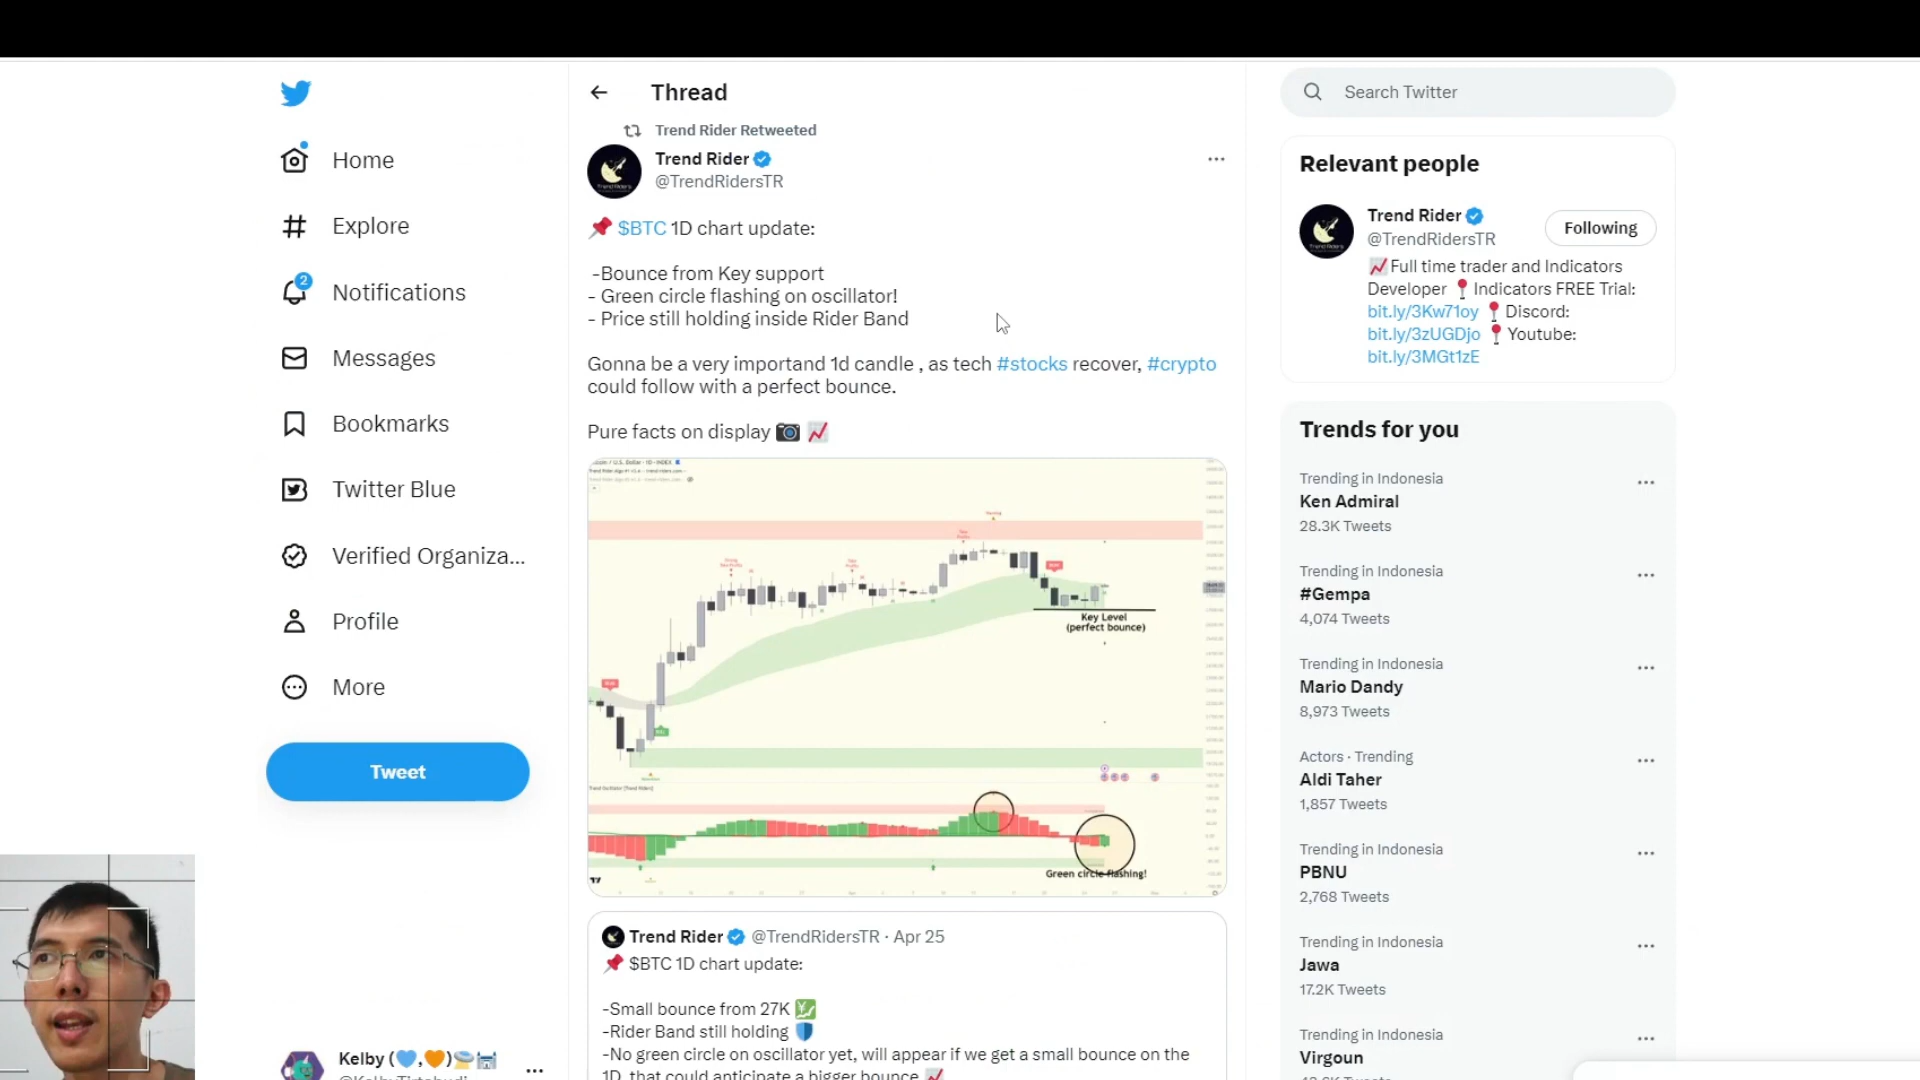 Thread
Search Twitter
Home
Explore
2
Notifications
Messages
Bookmarks
Twitter Blue
Verified Organiza...
Profile
More
Tweet
Kelby
Trend Rider Retweeted
Trend Rider
@TrendRidersTR
📌 $BTC 1D chart update:
-Bounce from Key support
- Green circle flashing on oscillator!
- Price still holding inside Rider Band
Gonna be a very importand 1d candle , as tech #stocks recover, #crypto
could follow with a perfect bounce.
Pure facts on display 📷 📈
Key Level
(perfect bounce)
Green circle flashing!
Trend Rider @TrendRidersTR · Apr 25
📌 $BTC 1D chart update:
-Small bounce from 27K 💹
-Rider Band still holding 🛡️
-No green circle on oscillator yet, will appear if we get a small bounce on the
1D, that could anticipate a bigger bounce 📈
Relevant people
Trend Rider
@TrendRidersTR
Following
📈Full time trader and Indicators
Developer 📍Indicators FREE Trial:
bit.ly/3Kw71oy 📍Discord:
bit.ly/3zUGDjo 📍Youtube:
bit.ly/3MGt1zE
Trends for you
Trending in Indonesia
Ken Admiral
28.3K Tweets
Trending in Indonesia
#Gempa
4,074 Tweets
Trending in Indonesia
Mario Dandy
8,973 Tweets
Actors · Trending
Aldi Taher
1,857 Tweets
Trending in Indonesia
PBNU
2,768 Tweets
Trending in Indonesia
Jawa
17.2K Tweets
Trending in Indonesia
Virgoun